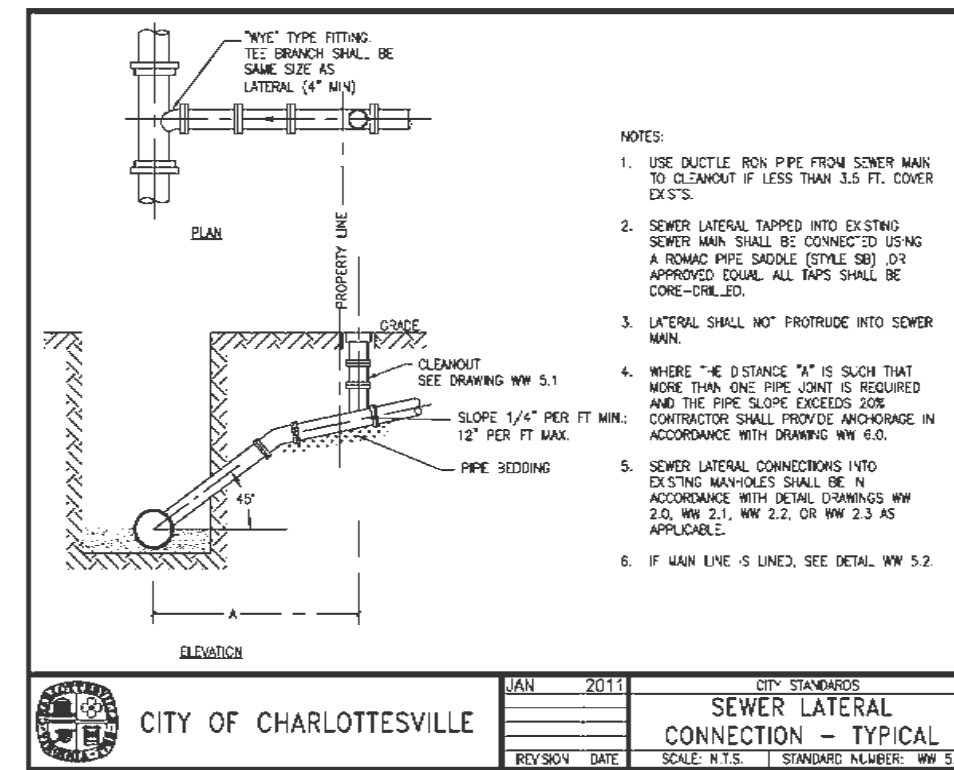 "WYE" TYPE FITTING.
TEE BRANCH SHALL BE
SAME SIZE AS
LATERAL (4" MIN)
PLAN
PROPERTY LINE
GRADE
CLEANOUT
SEE DRAWING WW 5.1
SLOPE 1/4" PER FT MIN.;
12" PER FT MAX.
PIPE BEDDING
45°
A
ELEVATION
NOTES:
1. USE DUCTLE IRON PIPE FROM SEWER MAIN
TO CLEANOUT IF LESS THAN 3.5 FT. COVER
EXISTS.
2. SEWER LATERAL TAPPED INTO EXISTING
SEWER MAIN SHALL BE CONNECTED USING
A ROMAC PIPE SADDLE (STYLE SB) ,OR
APPROVED EQUAL. ALL TAPS SHALL BE
CORE-DRILLED.
3. LATERAL SHALL NOT PROTRUDE INTO SEWER
MAIN.
4. WHERE THE DISTANCE "A" IS SUCH THAT
MORE THAN ONE PIPE JOINT IS REQUIRED
AND THE PIPE SLOPE EXCEEDS 20%
CONTRACTOR SHALL PROVIDE ANCHORAGE IN
ACCORDANCE WITH DRAWING WW 6.0.
5. SEWER LATERAL CONNECTIONS INTO
EXISTING MANHOLES SHALL BE IN
ACCORDANCE WITH DETAIL DRAWINGS WW
2.0, WW 2.1, WW 2.2, OR WW 2.3 AS
APPLICABLE.
6. IF MAIN LINE IS LINED, SEE DETAIL WW 5.2.
CITY OF CHARLOTTESVILLE
JAN 2011
REVISION DATE
CITY STANDARDS
SEWER LATERAL
CONNECTION – TYPICAL
SCALE: N.T.S. STANDARD NUMBER: WW 5.